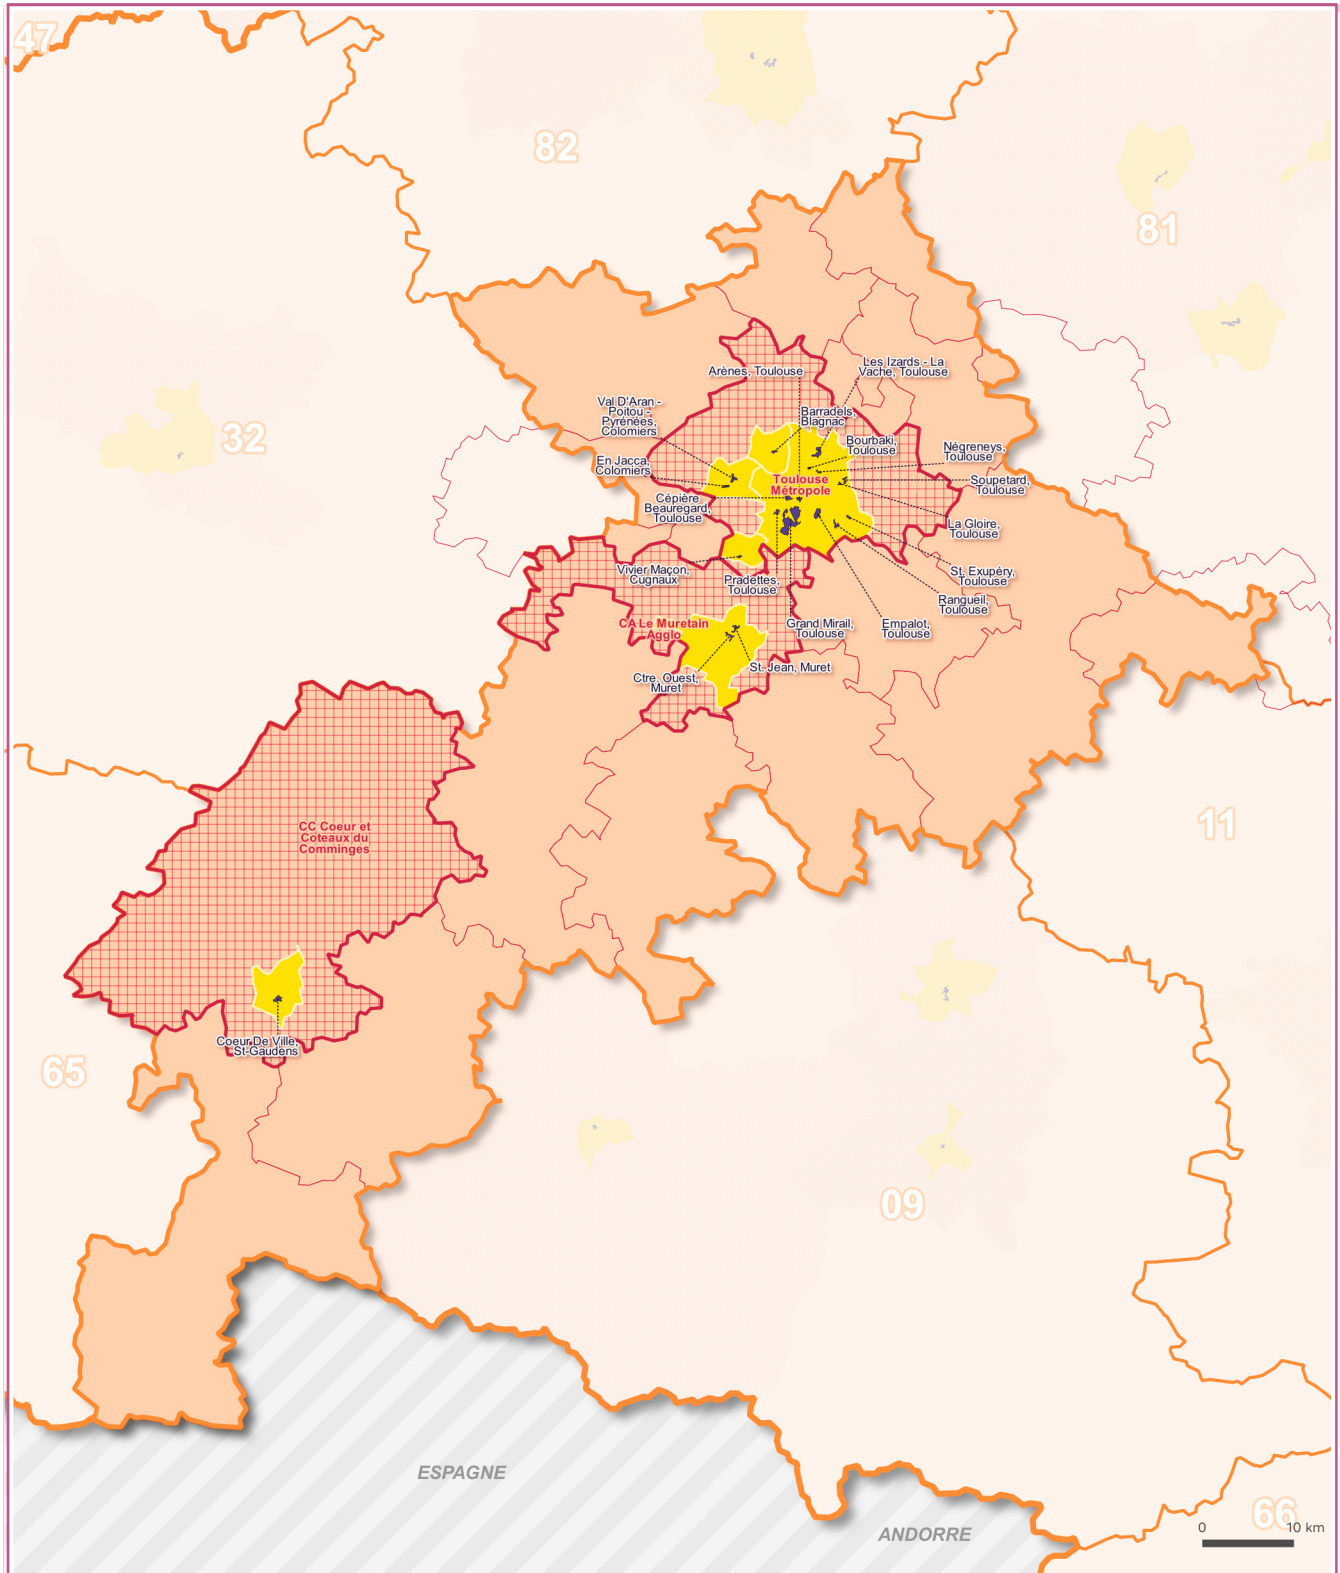 47
82
81
32
Arènes, Toulouse
Les Izards - La
Vache, Toulouse
Val D'Aran -
Poitou -
Pyrénées,
Colomiers
Barradels,
Blagnac
Bourbaki,
Toulouse
Négreneys,
Toulouse
En Jacca,
Colomiers
Toulouse
Métropole
Soupetard,
Toulouse
Cépière
Beauregard,
Toulouse
La Gloire,
Toulouse
Vivier Maçon,
Cugnaux
Pradettes,
Toulouse
St. Exupéry,
Toulouse
Rangueil,
Toulouse
CA Le Muretain
Agglo
Grand Mirail,
Toulouse
Empalot,
Toulouse
St. Jean, Muret
Ctre. Ouest,
Muret
CC Coeur et
Coteaux du
Comminges
11
Coeur De Ville,
St-Gaudens
65
09
ESPAGNE
ANDORRE
66
0 10 km